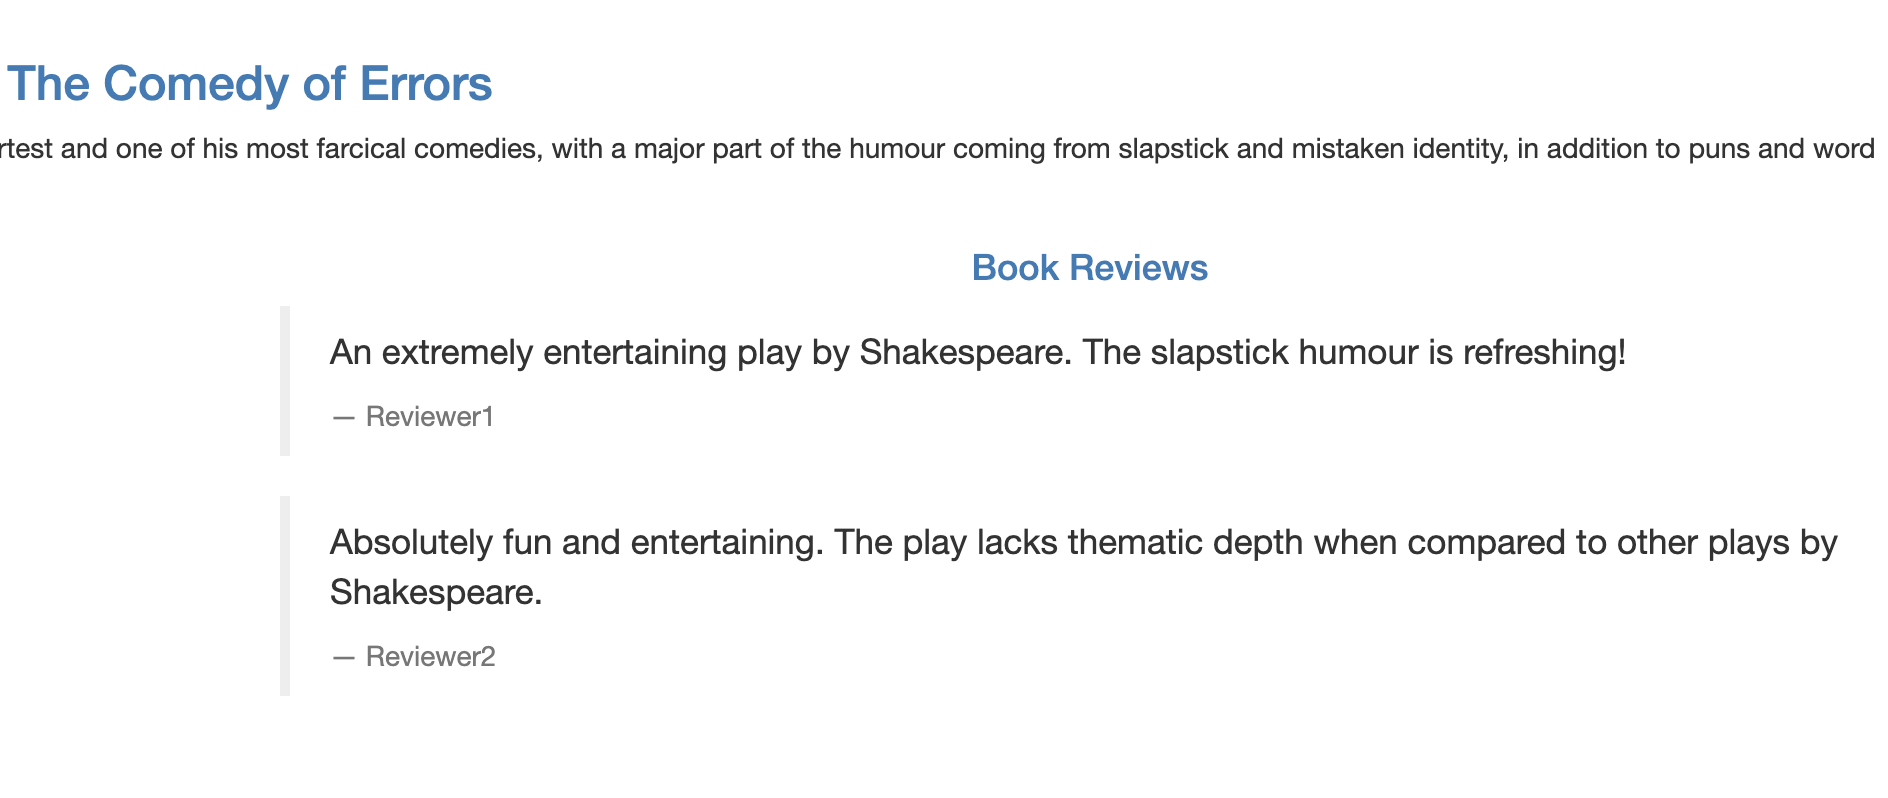 The Comedy of Errors
and one of his most farcical comedies, with a major part of the humour coming from slapstick and mistaken identity, in addition to puns and word
Book Reviews
An extremely entertaining play by Shakespeare. The slapstick humour is refreshing!
— Reviewer1
Absolutely fun and entertaining. The play lacks thematic depth when compared to other plays by
Shakespeare.
— Reviewer2